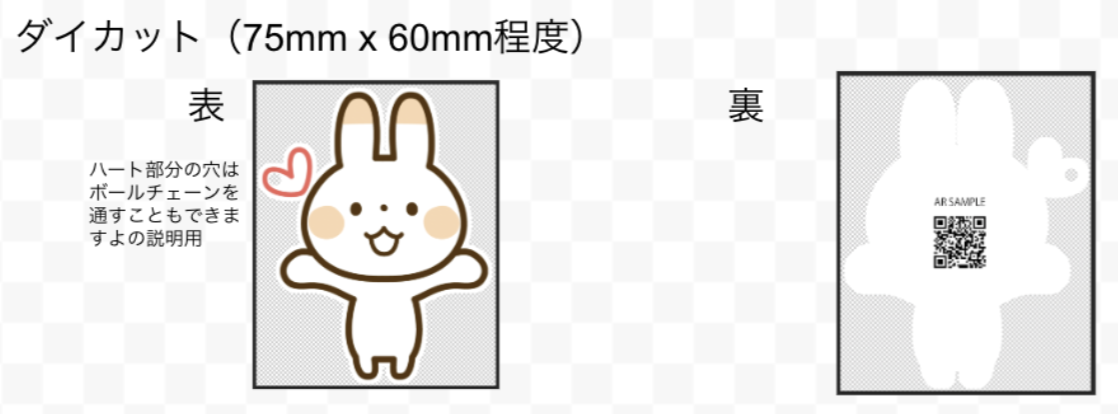 ダイカット（75mm x 60mm程度）
表
裏
ハート部分の穴は
ボールチェーンを
通すこともできま
すよの説明用
AR SAMPLE